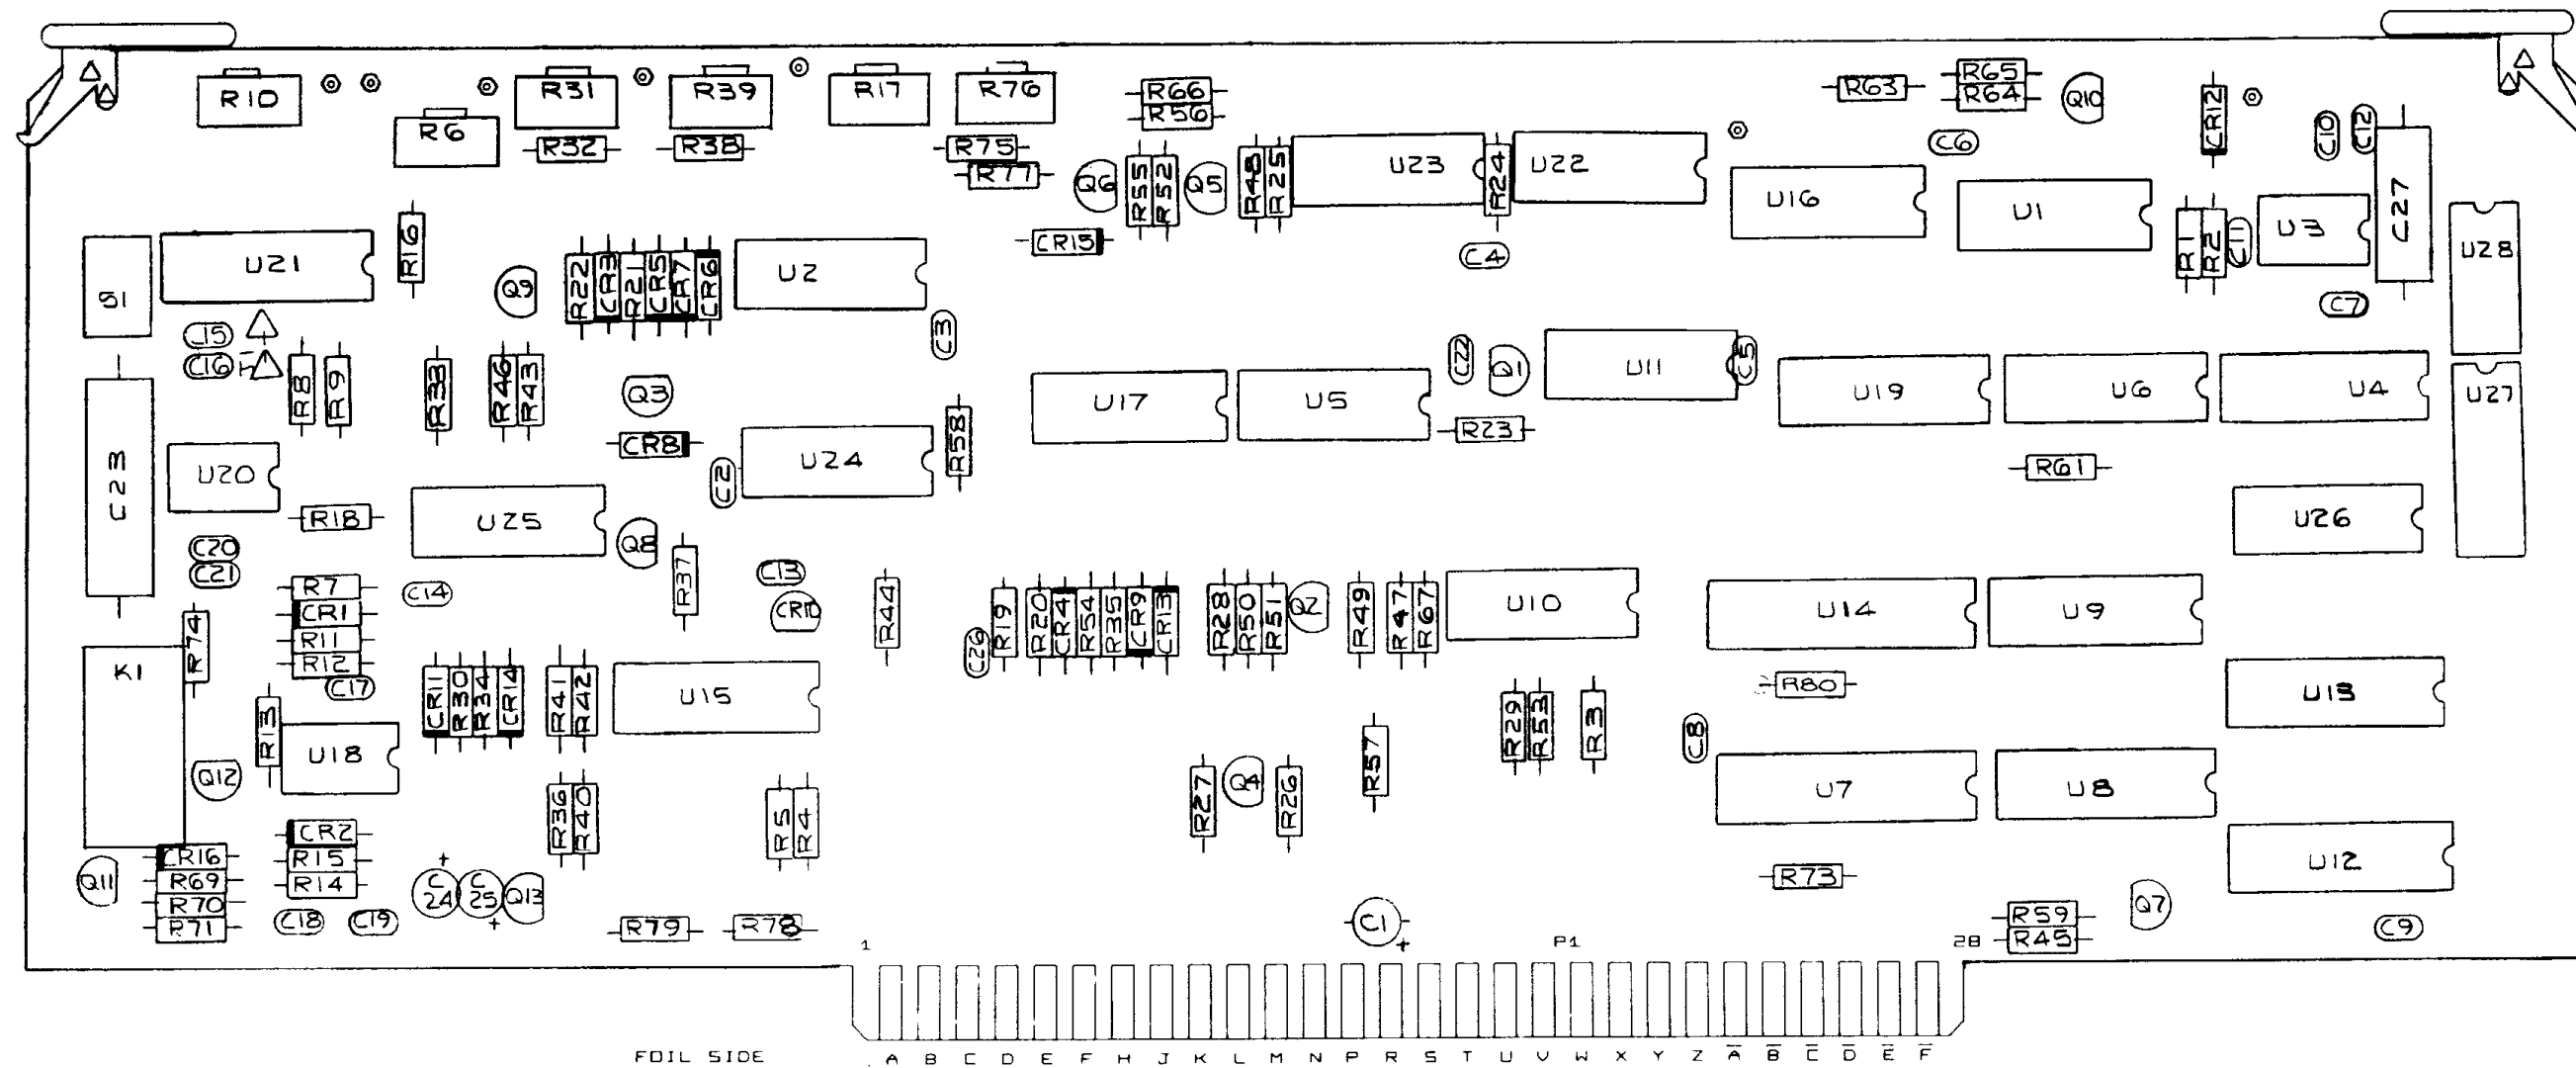 R10
R6
R31
R39
R17
R76
R66
R56
R63
R65
R64
Q10
CR12
C10
C12
R32
R38
R75
R77
Q6
R55
R52
Q5
R48
R25
U23
R24
U22
C6
U16
U1
R1
R2
C11
U3
C27
U28
S1
U21
R16
Q9
R22
CR3
R21
CR5
CR7
CR6
U2
CR15
C4
C7
C15
C16
C3
R8
R9
R33
R46
R43
Q3
CR8
U17
U5
C22
Q1
U11
C5
U19
U6
U4
U27
C23
U20
R18
U25
Q8
C2
U24
R58
R23
R61
U26
C20
C21
R7
CR1
R11
R12
C14
R37
C13
CR10
R44
C26
R19
R20
CR4
R54
R35
CR9
CR13
R28
R50
R51
Q2
R49
R47
R67
U10
U14
U9
K1
R74
C17
R13
U18
Q12
CR11
R30
R34
CR14
R41
R42
U15
R80
U13
R29
R53
R3
C8
R57
R27
Q4
R26
U7
U8
R36
R40
R5
R4
CR2
R15
R14
CR16
R69
R70
R71
Q11
C18
C19
+
C
24
C
25
+
Q13
R79
R78
C1
+
R73
U12
Q7
R59
R45
C9
1
P1
28
FOIL SIDE
A B C D E F H J K L M N P R S T U V W X Y Z A̅ B̅ C̅ D̅ E̅ F̅